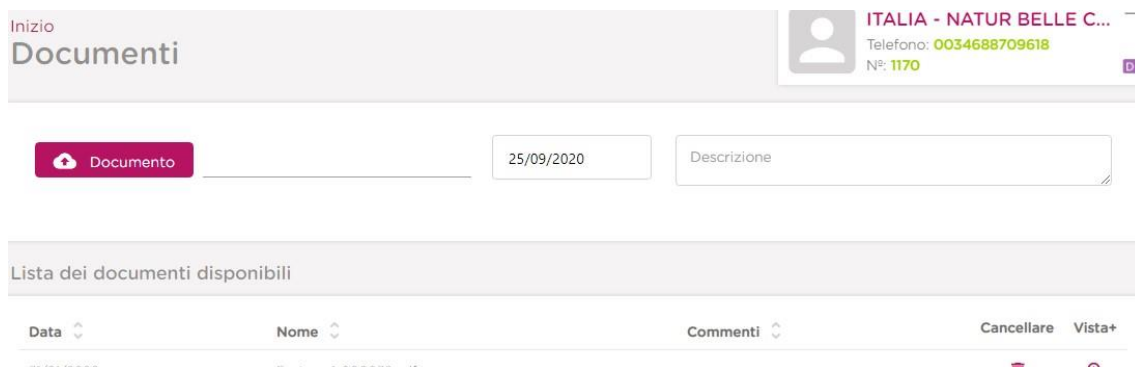 Inizio
Documenti
ITALIA - NATUR BELLE C...
Telefono: 0034688709618
Nº: 1170
D
Documento
25/09/2020
Descrizione
Lista dei documenti disponibili
Data
Nome
Commenti
Cancellare
Vista+